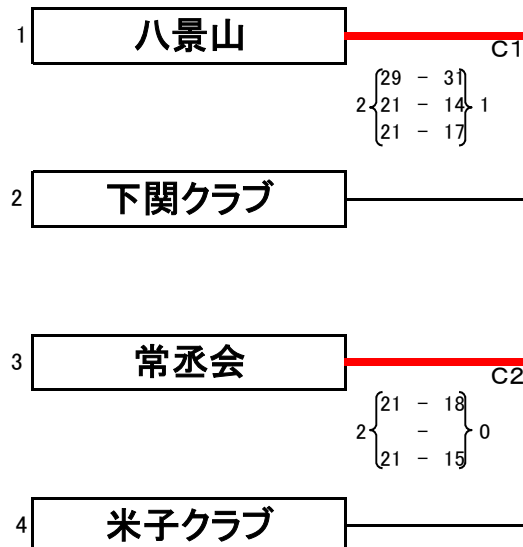 1 八景山
C1
29 - 31
2 21 - 14 1
21 - 17
2 下関クラブ
3 常丞会
C2
21 - 18
2 - 0
21 - 15
4 米子クラブ